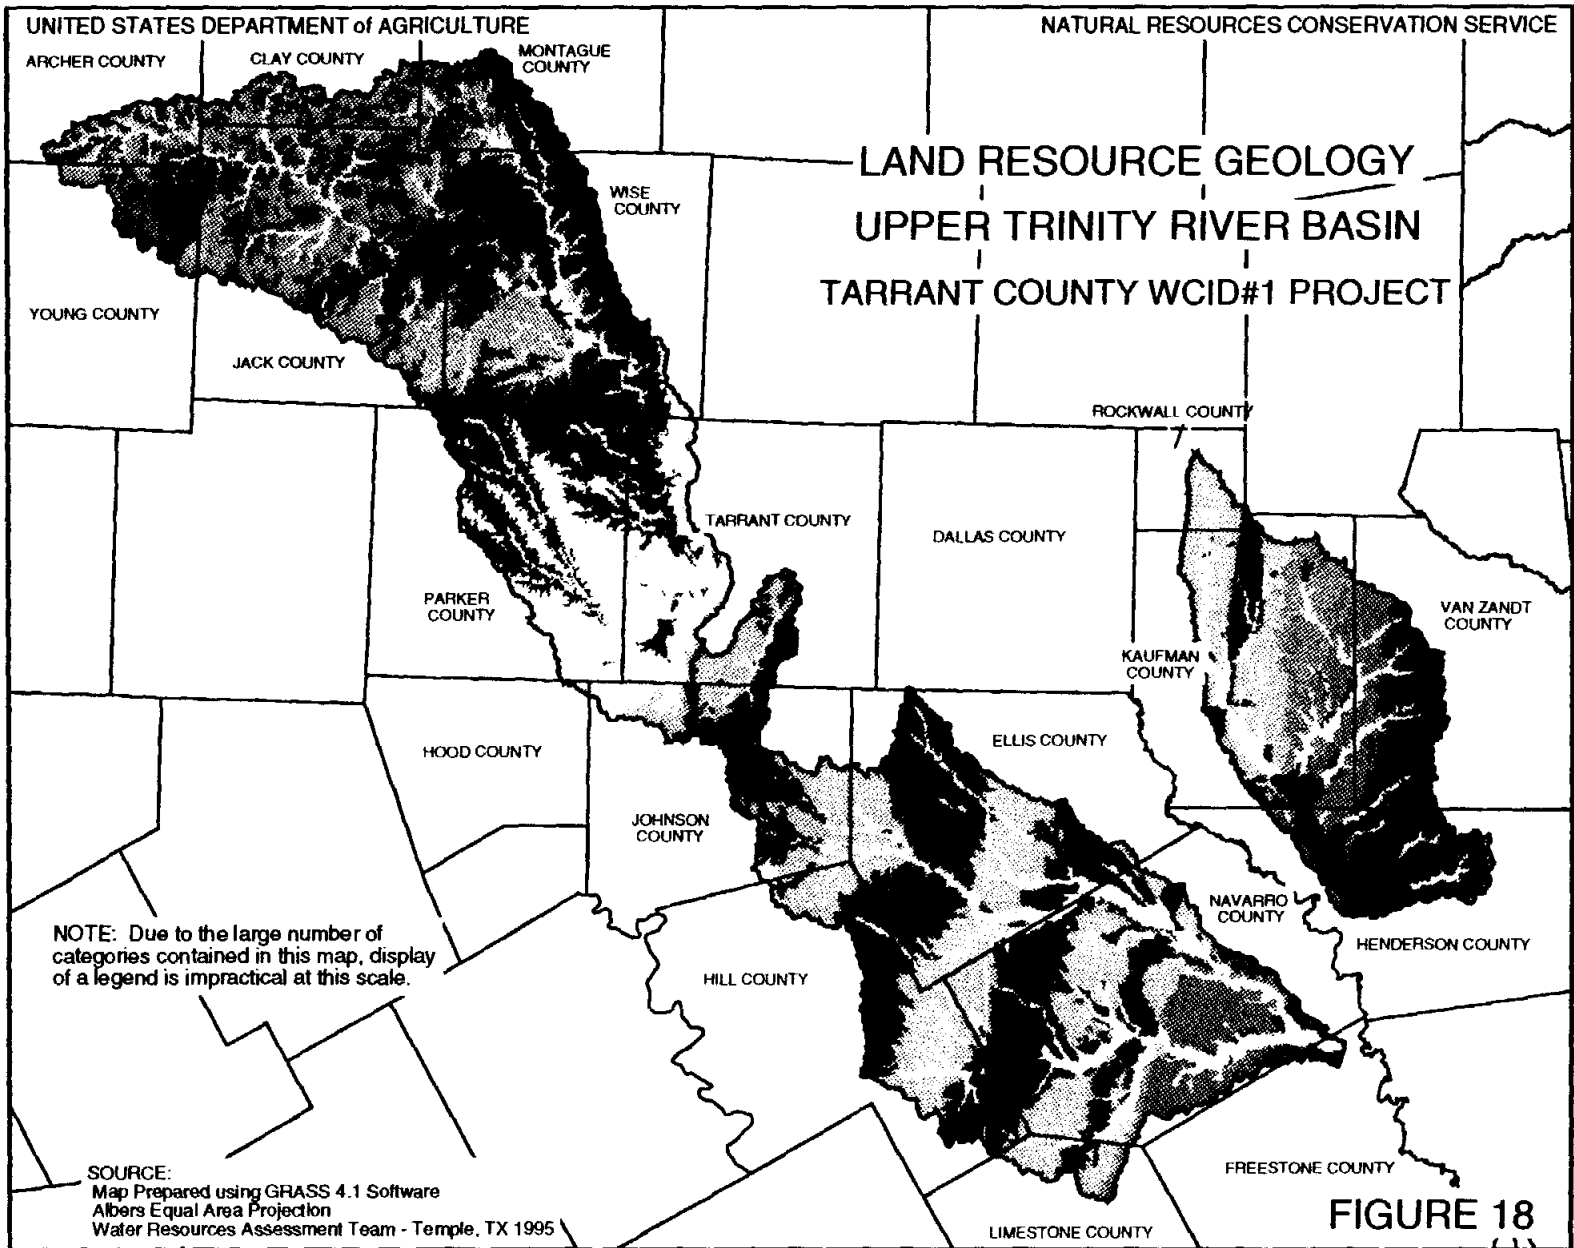 UNITED STATES DEPARTMENT of AGRICULTURE
NATURAL RESOURCES CONSERVATION SERVICE
ARCHER COUNTY
CLAY COUNTY
MONTAGUE
COUNTY
LAND RESOURCE GEOLOGY
UPPER TRINITY RIVER BASIN
TARRANT COUNTY WCID#1 PROJECT
WISE
COUNTY
YOUNG COUNTY
JACK COUNTY
ROCKWALL COUNTY
TARRANT COUNTY
DALLAS COUNTY
PARKER
COUNTY
VAN ZANDT
COUNTY
KAUFMAN
COUNTY
HOOD COUNTY
ELLIS COUNTY
JOHNSON
COUNTY
NAVARRO
COUNTY
HENDERSON COUNTY
NOTE: Due to the large number of
categories contained in this map, display
of a legend is impractical at this scale.
HILL COUNTY
FREESTONE COUNTY
LIMESTONE COUNTY
SOURCE:
Map Prepared using GRASS 4.1 Software
Albers Equal Area Projection
Water Resources Assessment Team - Temple, TX 1995
FIGURE 18